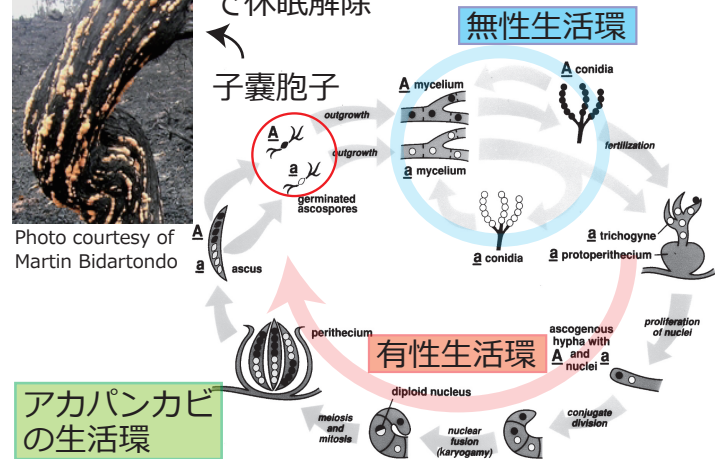 で休眠解除
無性生活環
子嚢胞子
A conidia
A mycelium
outgrowth
A
fertilization
outgrowth
a
a mycelium
germinated
ascospores
Photo courtesy of
Martin Bidartondo
A
a ascus
a conidia
a trichogyne
a protoperithecium
perithecium
有性生活環
ascogenous
hypha with
A and a
nuclei
proliferation
of nuclei
diploid nucleus
アカパンカビ
の生活環
meiosis
and
mitosis
nuclear
fusion
(karyogamy)
conjugate
division